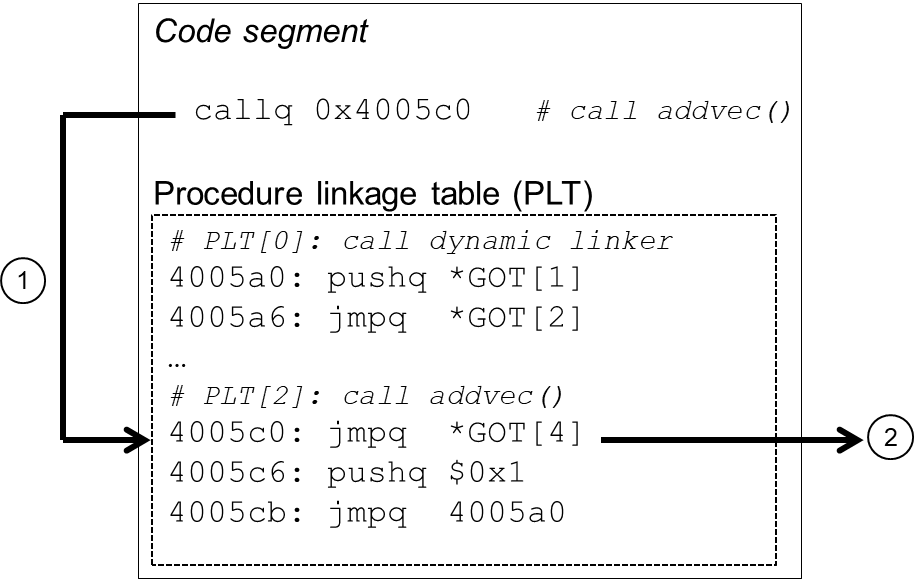 Code segment
callq 0x4005c0 # call addvec()
Procedure linkage table (PLT)
# PLT[0]: call dynamic linker
4005a0: pushq *GOT[1]
4005a6: jmpq *GOT[2]
…
# PLT[2]: call addvec()
4005c0: jmpq *GOT[4]
4005c6: pushq $0x1
4005cb: jmpq 4005a0
1
2